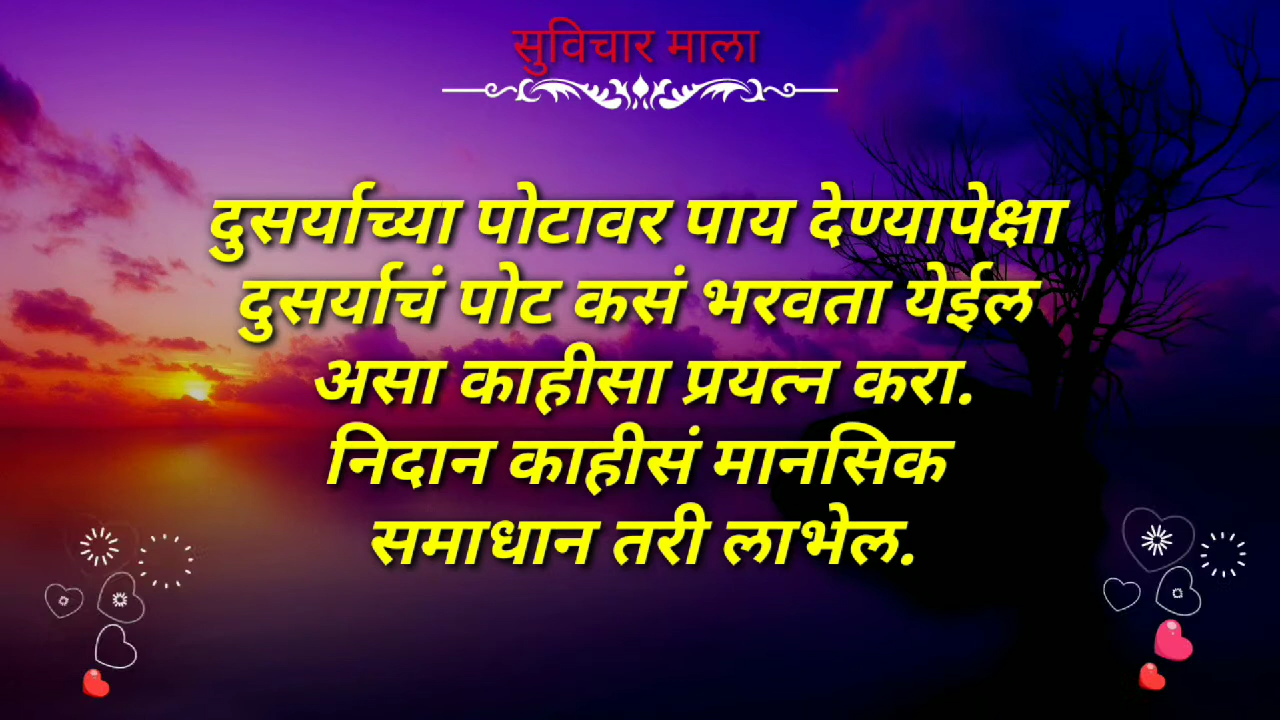 सुविचार माला
दुसर्याच्या पोटावर पाय देण्यापेक्षा
दुसर्याचं पोट कसं भरवता येईल
असा काहीसा प्रयत्न करा.
निदान काहीसं मानसिक
समाधान तरी लाभेल.